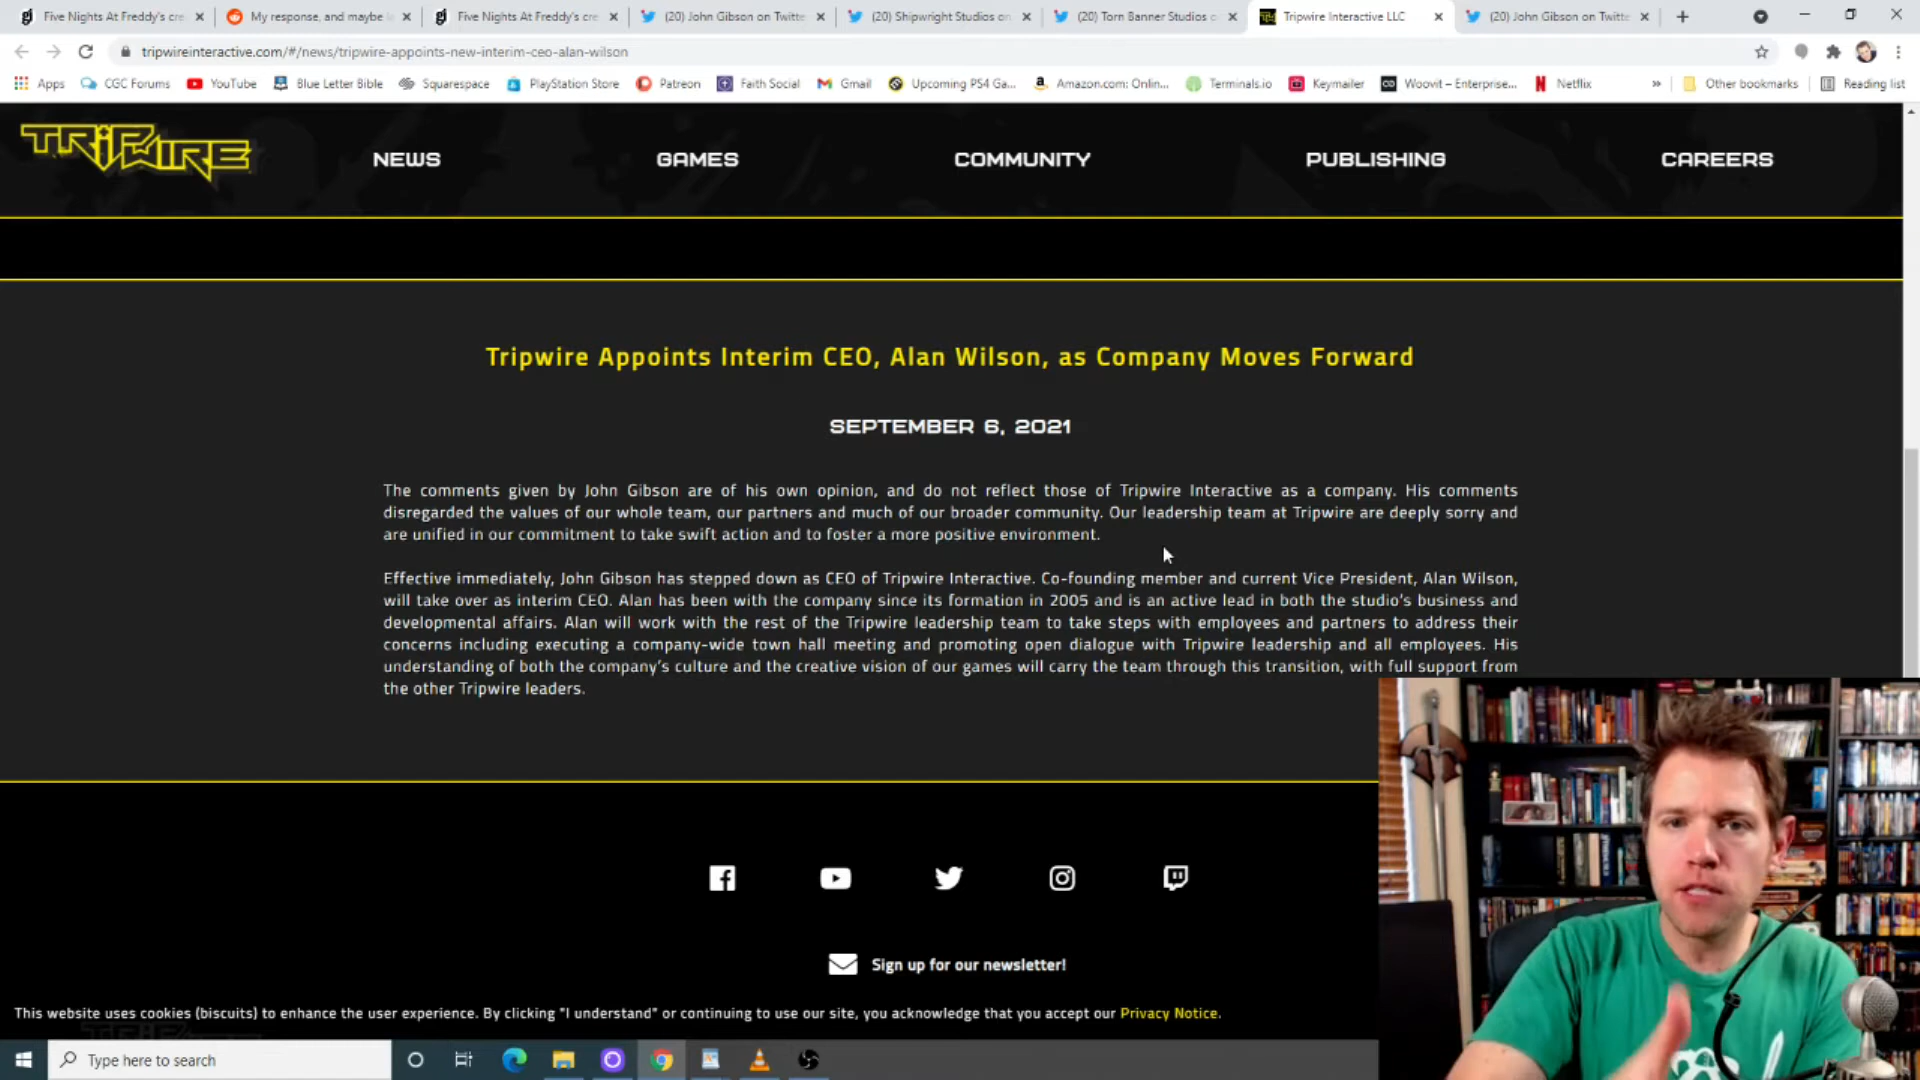 Five Nights At Freddy's cre
My response, and maybe l
Five Nights At Freddy's cre
(20) John Gibson on Twitte
(20) Shipwright Studios on
(20) Torn Banner Studios o
Tripwire Interactive LLC
(20) John Gibson on Twitte
tripwireinteractive.com/#/news/tripwire-appoints-new-interim-ceo-alan-wilson
Apps
CGC Forums
YouTube
Blue Letter Bible
Squarespace
PlayStation Store
Patreon
Faith Social
Gmail
Upcoming PS4 Ga...
Amazon.com: Onlin...
Terminals.io
Keymailer
Woovit – Enterprise...
Netflix
»
Other bookmarks
Reading list
TRIPWIRE
NEWS
GAMES
COMMUNITY
PUBLISHING
CAREERS
Tripwire Appoints Interim CEO, Alan Wilson, as Company Moves Forward
SEPTEMBER 6, 2021
The comments given by John Gibson are of his own opinion, and do not reflect those of Tripwire Interactive as a company. His comments
disregarded the values of our whole team, our partners and much of our broader community. Our leadership team at Tripwire are deeply sorry and
are unified in our commitment to take swift action and to foster a more positive environment.
Effective immediately, John Gibson has stepped down as CEO of Tripwire Interactive. Co-founding member and current Vice President, Alan Wilson,
will take over as interim CEO. Alan has been with the company since its formation in 2005 and is an active lead in both the studio's business and
developmental affairs. Alan will work with the rest of the Tripwire leadership team to take steps with employees and partners to address their
concerns including executing a company-wide town hall meeting and promoting open dialogue with Tripwire leadership and all employees. His
understanding of both the company's culture and the creative vision of our games will carry the team through this transition, with full support from
the other Tripwire leaders.
Sign up for our newsletter!
This website uses cookies (biscuits) to enhance the user experience. By clicking "I understand" or continuing to use our site, you acknowledge that you accept our Privacy Notice.
Type here to search